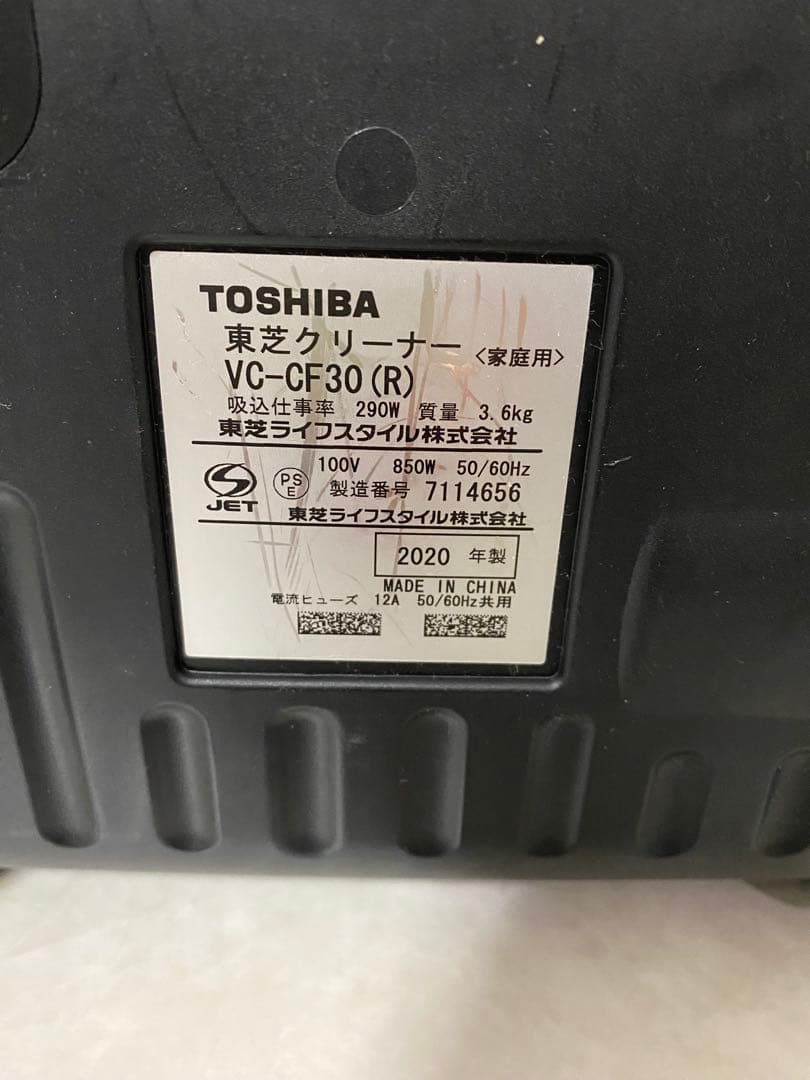 TOSHIBA
東芝クリーナー 〈家庭用〉
VC-CF30(R)
吸込仕事率 290W 質量 3.6kg
東芝ライフスタイル株式会社
100V 850W 50/60Hz
JET PSE 製造番号 7114656
東芝ライフスタイル株式会社
2020 年製
MADE IN CHINA
電流ヒューズ 12A 50/60Hz共用